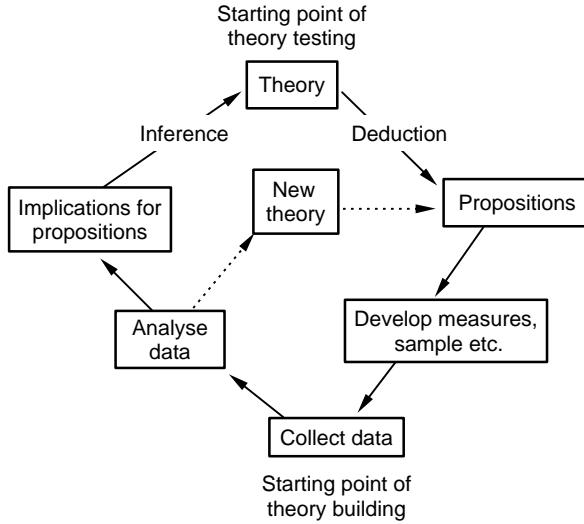 Starting point of
theory testing
Theory
Inference
Deduction
New
theory
Implications for
propositions
Propositions
Analyse
data
Develop measures,
sample etc.
Collect data
Starting point of
theory building